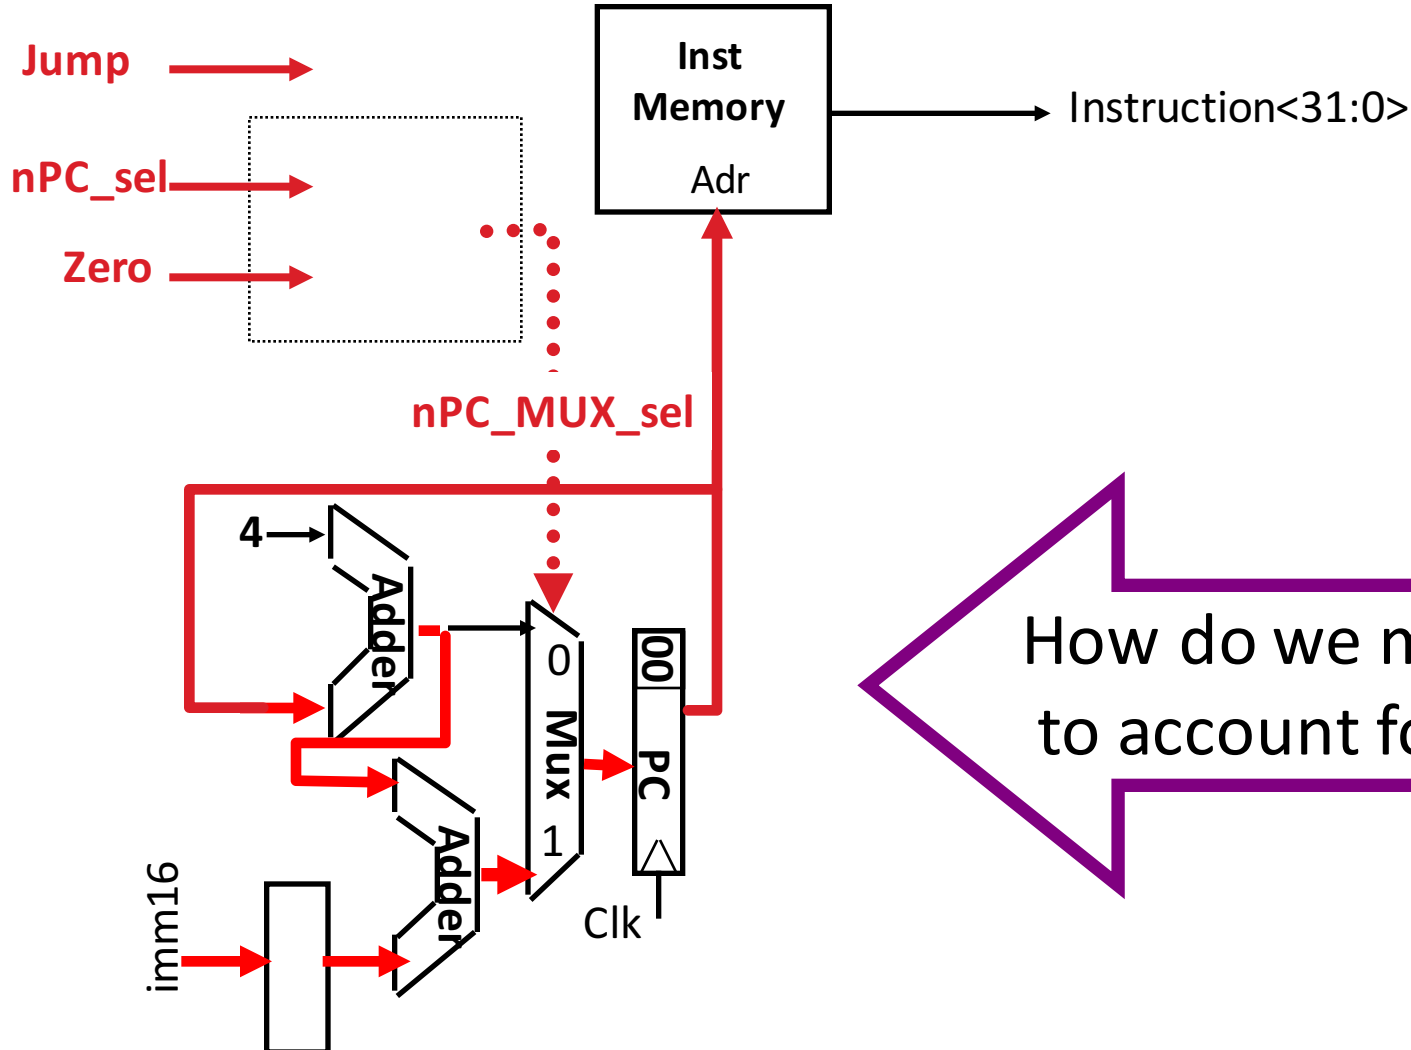 Jump
nPC_sel
Zero
Inst
Memory
Adr
Instruction<31:0>
nPC_MUX_sel
4
Adder
0
Mux
1
00
PC
Adder
imm16
Clk
How do we
to account